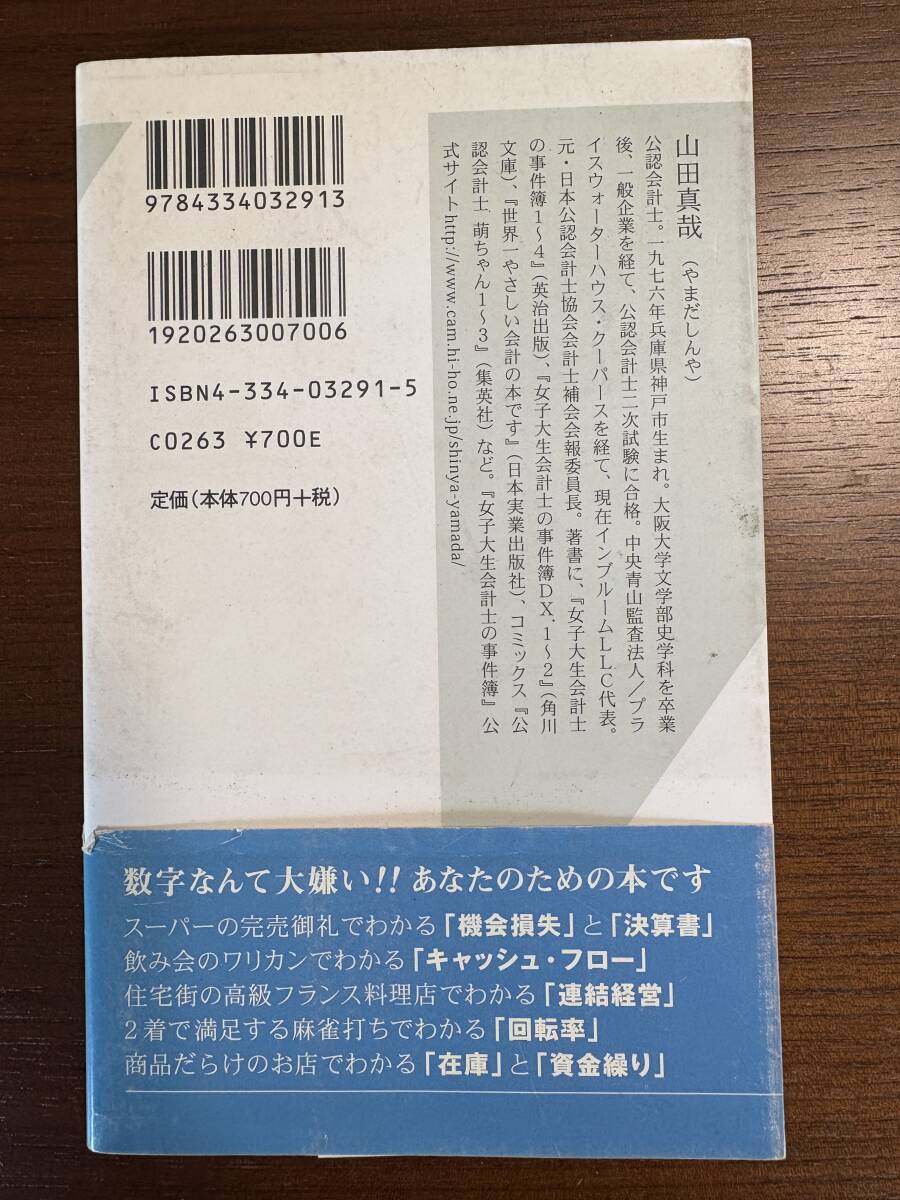 9784334032913
1920263007006
ISBN4-334-03291-5
C0263 ¥700E
定価(本体700円+税)
山田真哉(やまだしんや)
公認会計士。一九七六年兵庫県神戸市生まれ。大阪大学文学部史学科を卒業
後、一般企業を経て、公認会計士二次試験に合格。中央青山監査法人/プラ
イスウォーターハウス・クーパースを経て、現在インブルームLLC代表。
元・日本公認会計士協会会計士補会会報委員長。著書に、『女子大生会計士
の事件簿1〜4』(英治出版)、『女子大生会計士の事件簿DX.1〜2』(角川
文庫)、『世界一やさしい会計の本です』(日本実業出版社)、コミックス『公
認会計士 萌ちゃん1〜3』(集英社)など。『女子大生会計士の事件簿』公
式サイトhttp://www.cam.hi-ho.ne.jp/shinya-yamada/
数字なんて大嫌い!! あなたのための本です
スーパーの完売御礼でわかる「機会損失」と「決算書」
飲み会のワリカンでわかる「キャッシュ・フロー」
住宅街の高級フランス料理店でわかる「連結経営」
2着で満足する麻雀打ちでわかる「回転率」
商品だらけのお店でわかる「在庫」と「資金繰り」